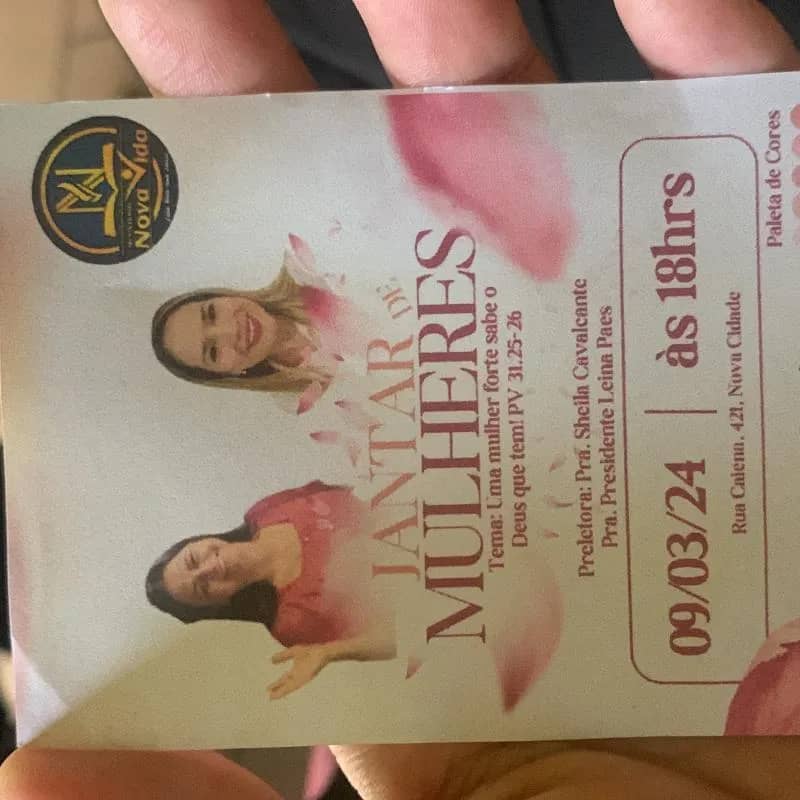 Nova Vida
JANTAR DE
MULHERES
Tema: Uma mulher forte sabe o
Deus que tem! PV 31.25-26
Preletora: Pra. Sheila Cavalcante
Pra. Presidente Leina Paes
09/03/24 | às 18hrs
Rua Caiena, 421, Nova Cidade
Paleta de Cores